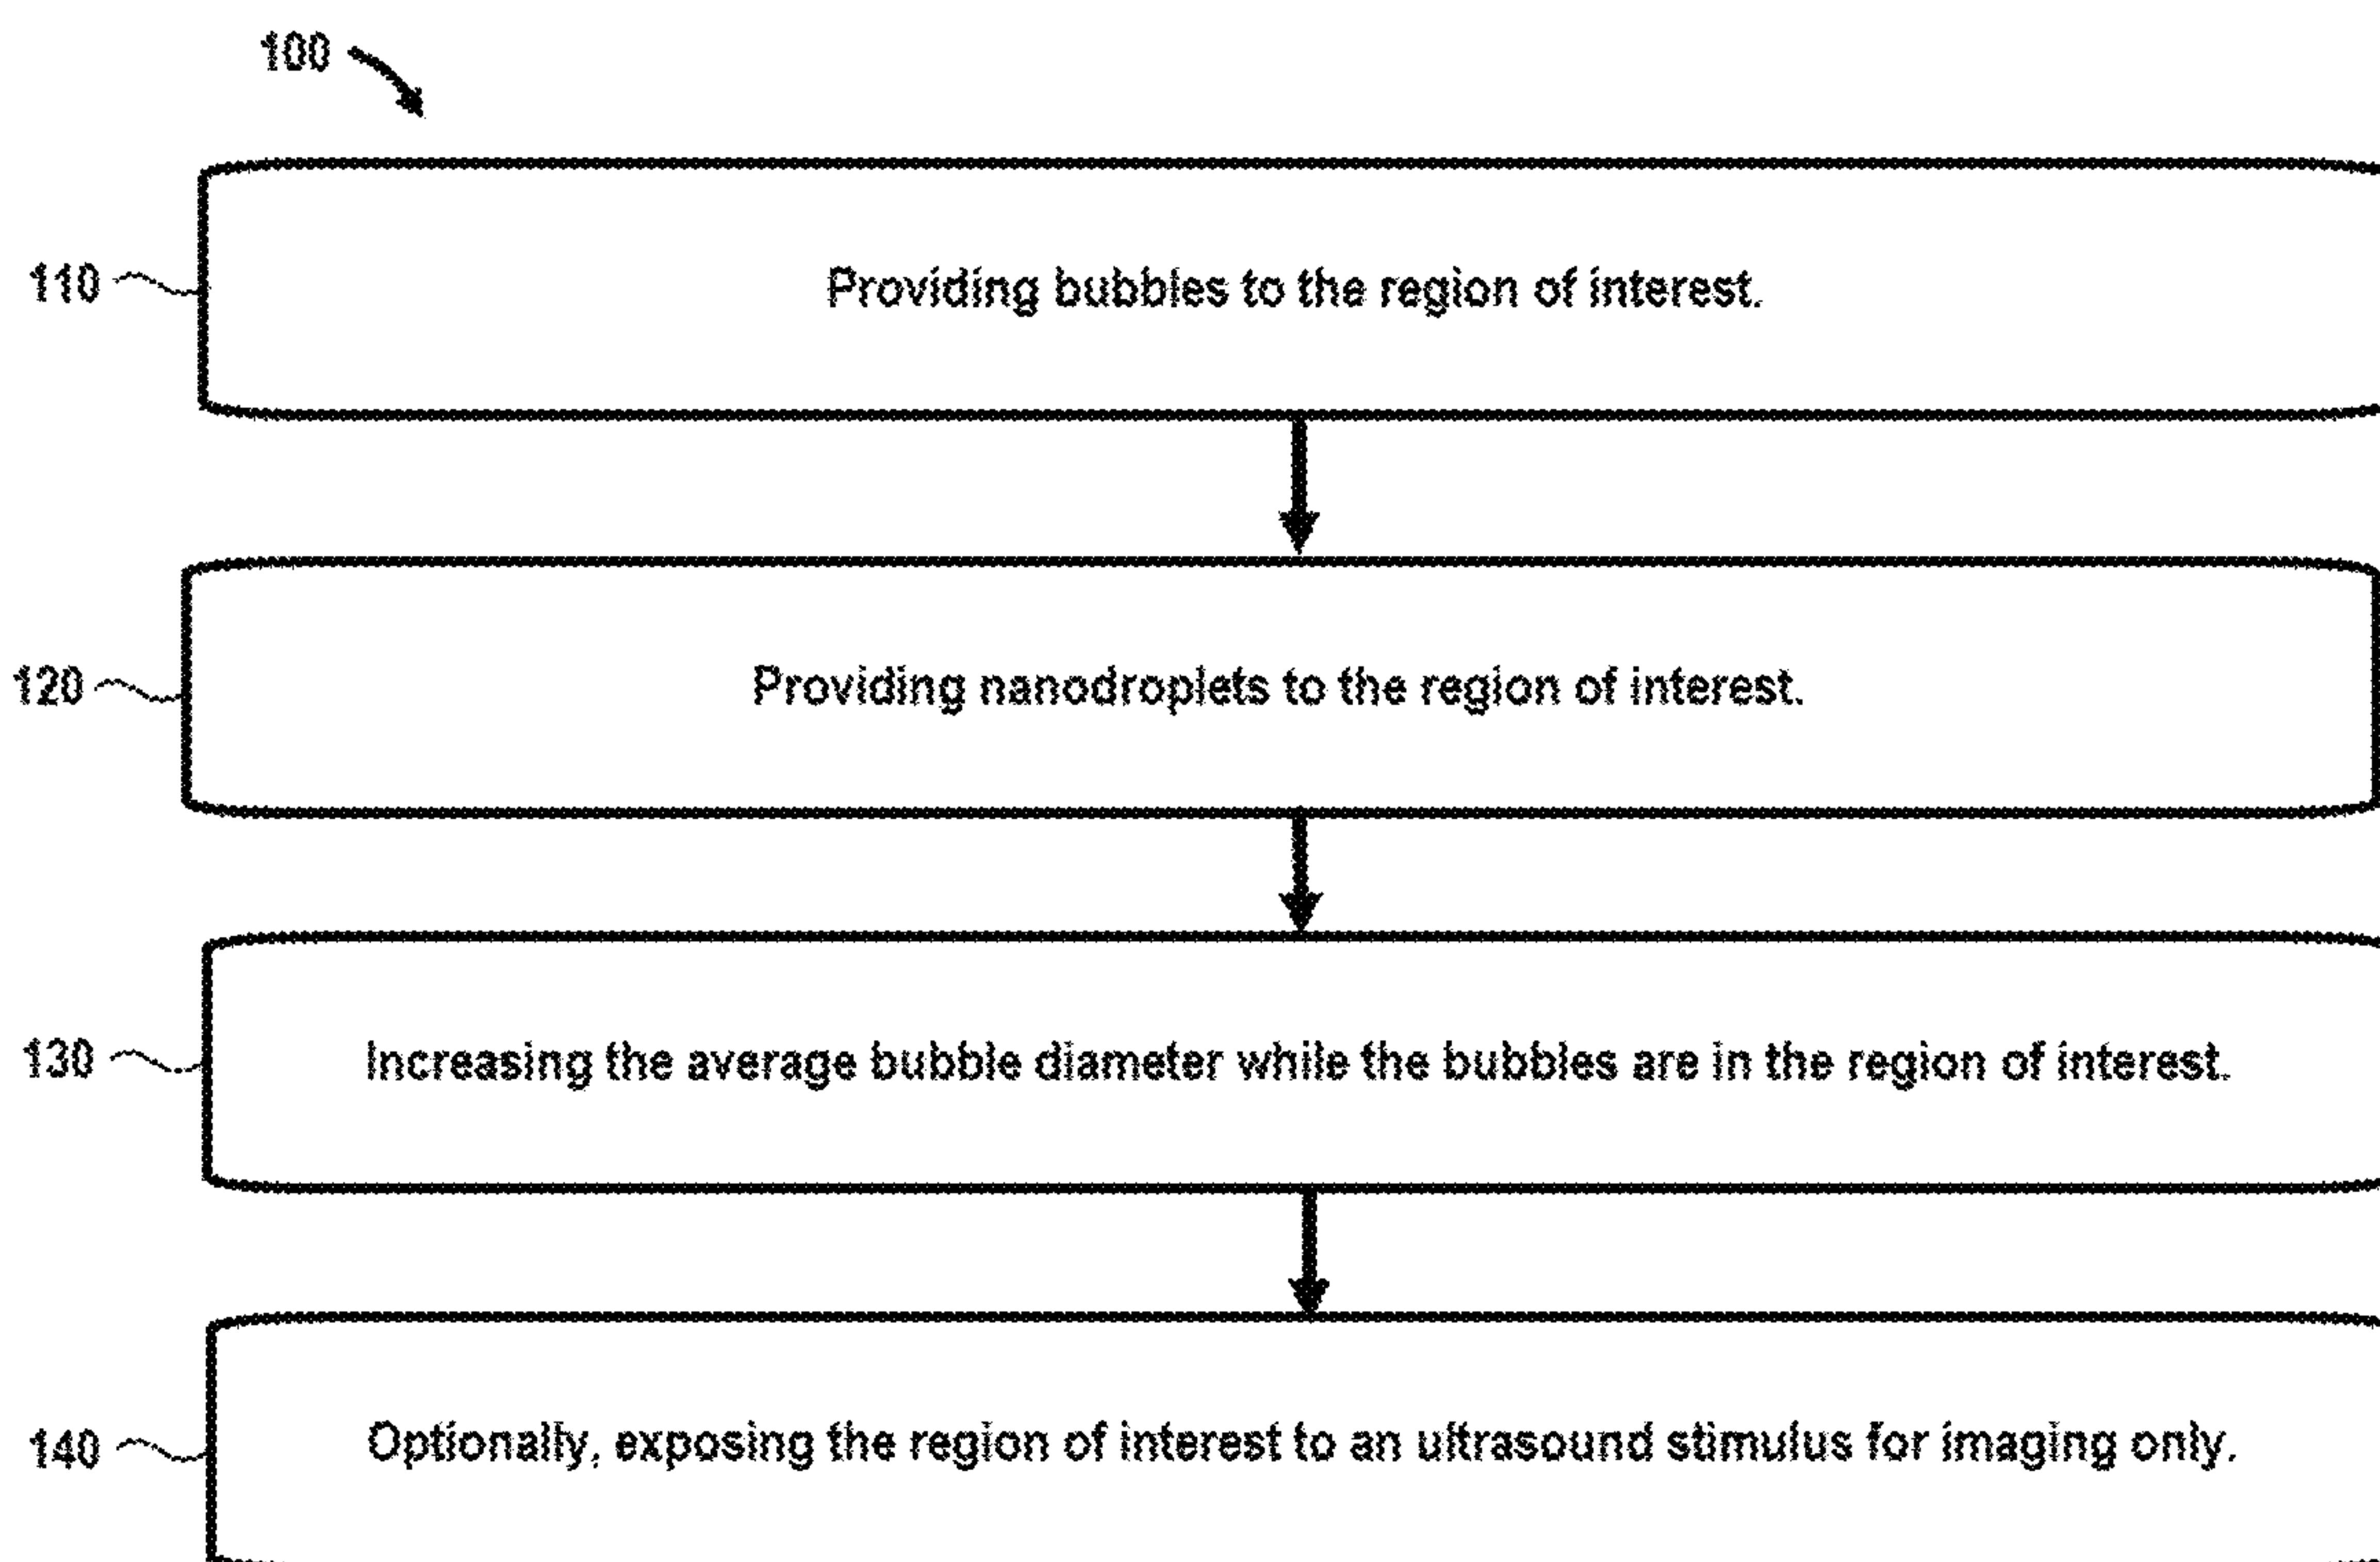 100
110
Providing bubbles to the region of interest.
120
Providing nanodroplets to the region of interest.
130
Increasing the average bubble diameter while the bubbles are in the region of interest.
140
Optionally, exposing the region of interest to an ultrasound stimulus for imaging only.